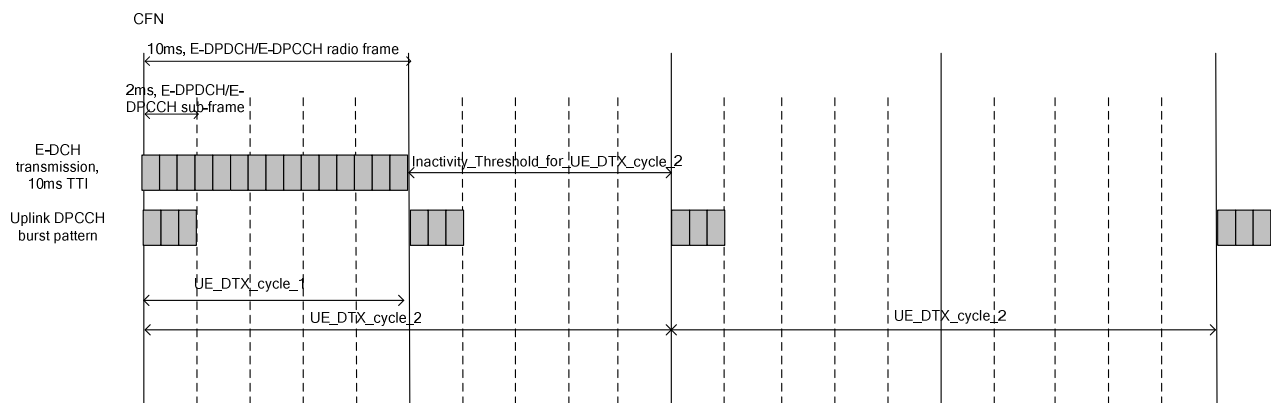 CFN
10ms, E-DPDCH/E-DPCCH radio frame
2ms, E-DPDCH/E-
DPCCH sub-frame
E-DCH
transmission,
10ms TTI
Inactivity_Threshold_for_UE_DTX_cycle_2
Uplink DPCCH
burst pattern
UE_DTX_cycle_1
UE_DTX_cycle_2
UE_DTX_cycle_2